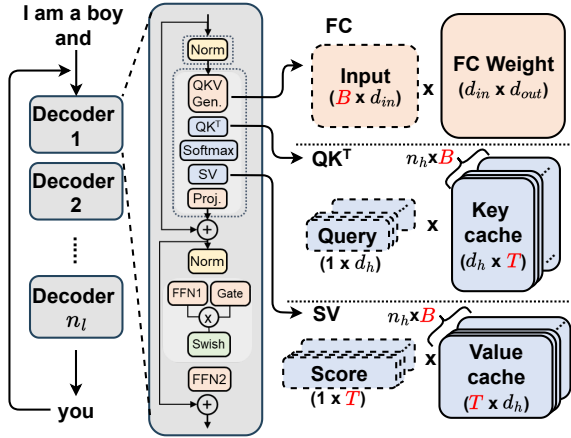 I am a boy
and
Decoder
1
Decoder
2
Decoder
n_l
you
Norm
QKV
Gen.
QKᵀ
Softmax
SV
Proj.
+
Norm
FFN1
Gate
x
Swish
FFN2
+
FC
Input
(B x d_in)
x
FC Weight
(d_in x d_out)
QKᵀ
n_h x B
Query
(1 x d_h)
x
Key
cache
(d_h x T)
SV
n_h x B
Score
(1 x T)
x
Value
cache
(T x d_h)